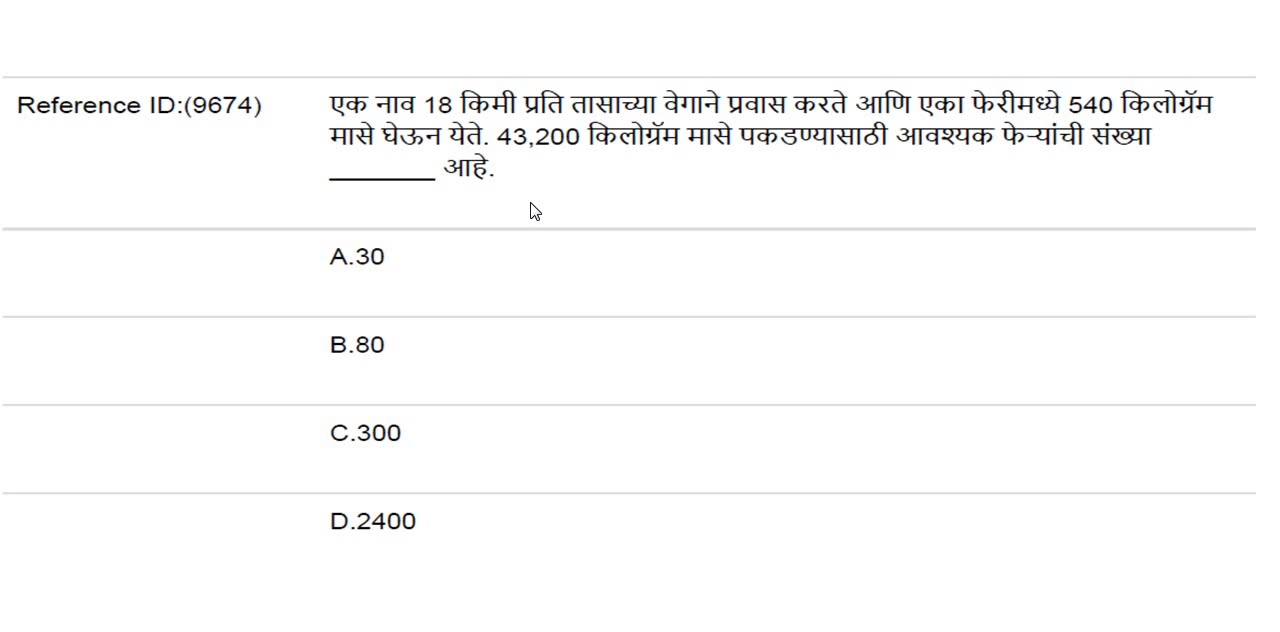 Reference ID:(9674) एक नाव 18 किमी प्रति तासाच्या वेगाने प्रवास करते आणि एका फेरीमध्ये 540 किलोग्रॅम
मासे घेऊन येते. 43,200 किलोग्रॅम मासे पकडण्यासाठी आवश्यक फेऱ्यांची संख्या
________ आहे.
A.30
B.80
C.300
D.2400